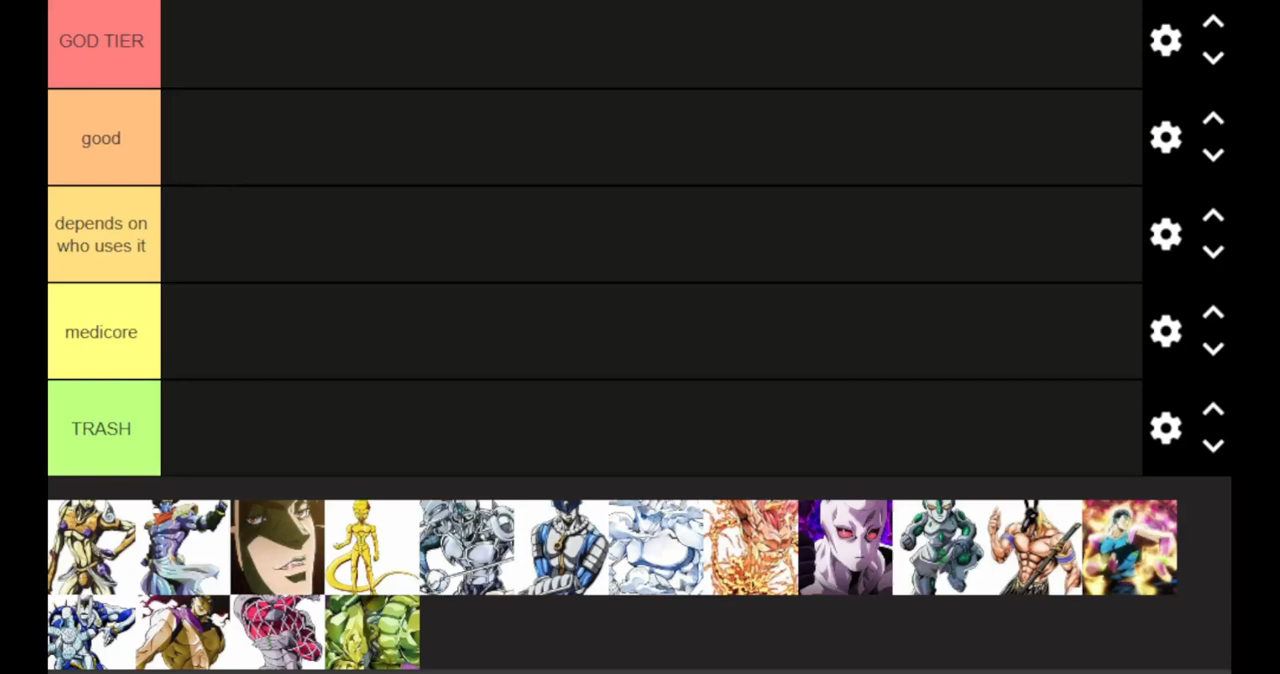 GOD TIER
good
depends on
who uses it
medicore
TRASH